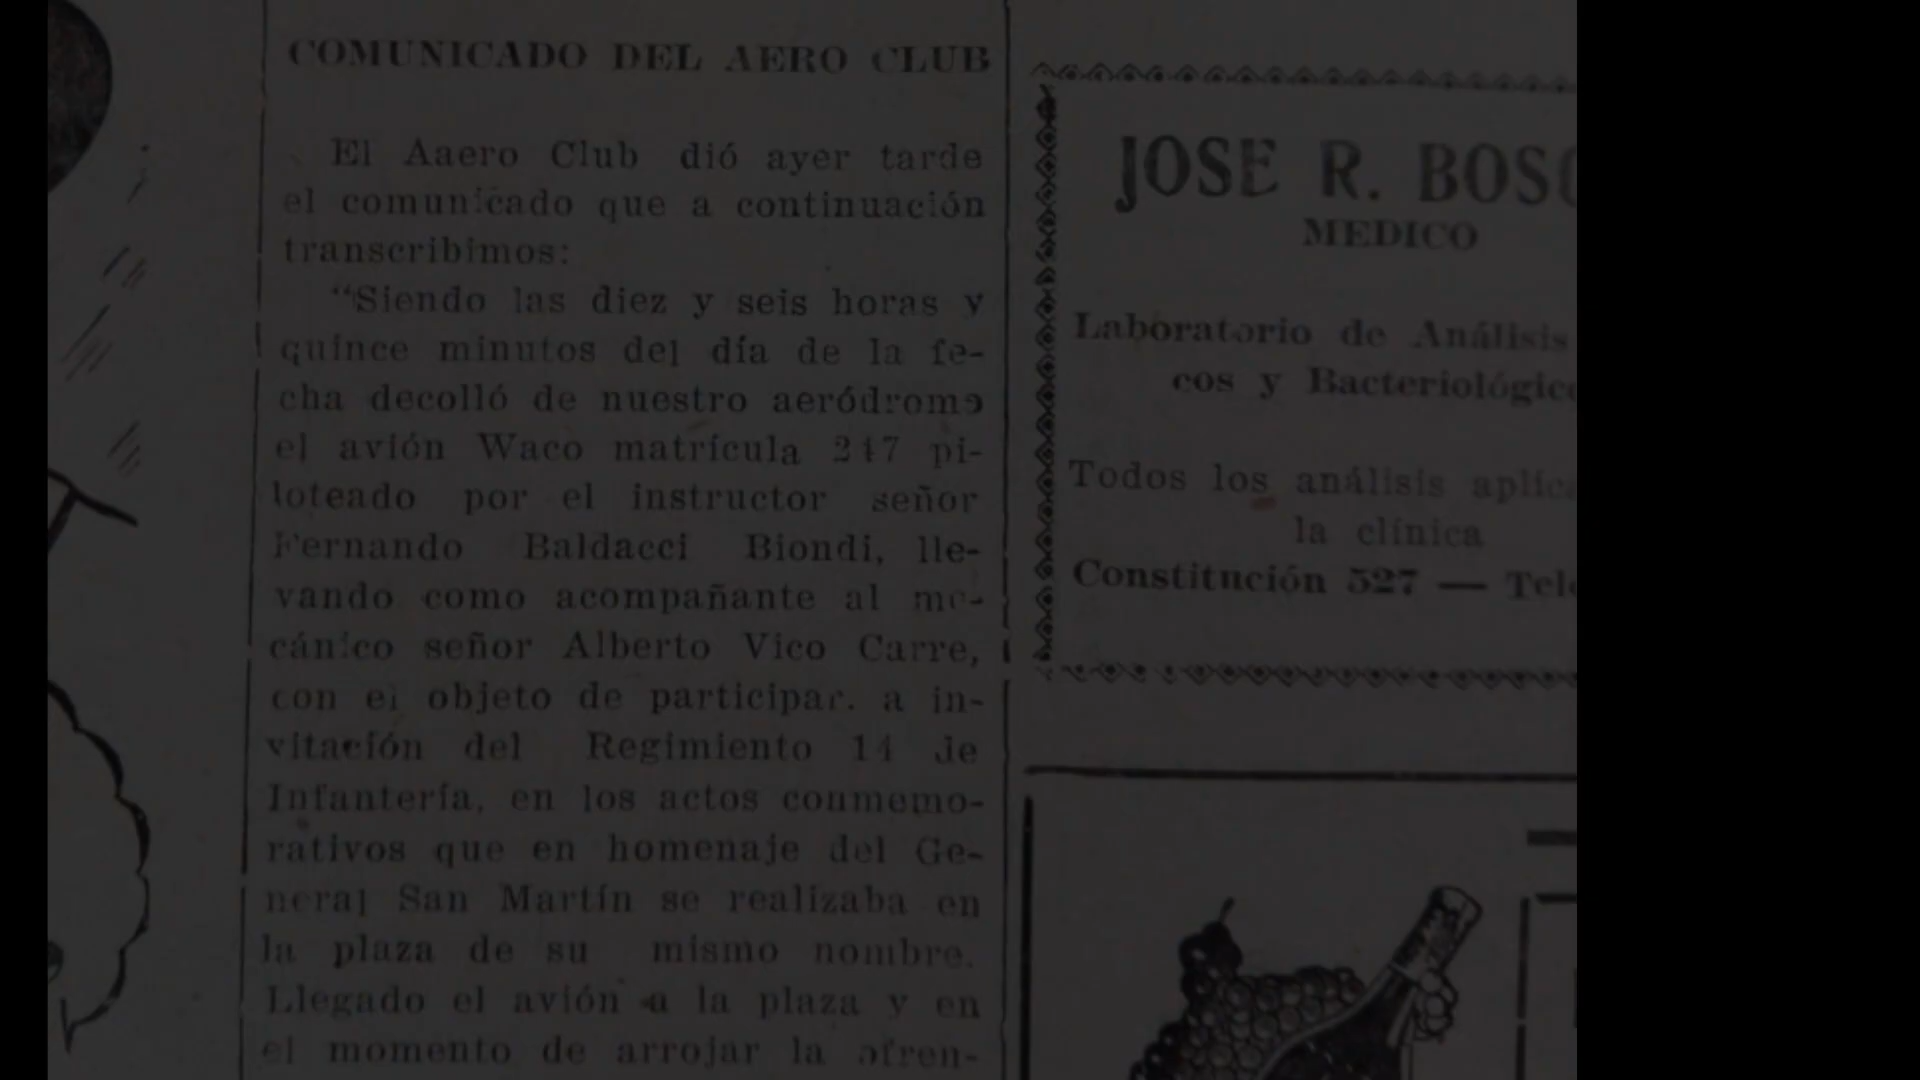 COMUNICADO DEL AERO CLUB
El Aaero Club dió ayer tarde
el comunicado que a continuación
transcribimos:
"Siendo las diez y seis horas y
quince minutos del día de la fe-
cha decolló de nuestro aeródromo
el avión Waco matrícula 247 pi-
loteado por el instructor señor
Fernando Baldacci Biondi, lle-
vando como acompañante al me-
cánico señor Alberto Vico Carre,
con el objeto de participar. a in-
vitación del Regimiento 14 de
Infantería, en los actos conmemo-
rativos que en homenaje del Ge-
neral San Martín se realizaba en
la plaza de su mismo nombre.
Llegado el avión a la plaza y en
el momento de arrojar la ofren-
JOSE R. BOSC
MEDICO
Laboratorio de Análisis
cos y Bacteriológico
Todos los análisis aplica
la clínica
Constitución 527 — Tele